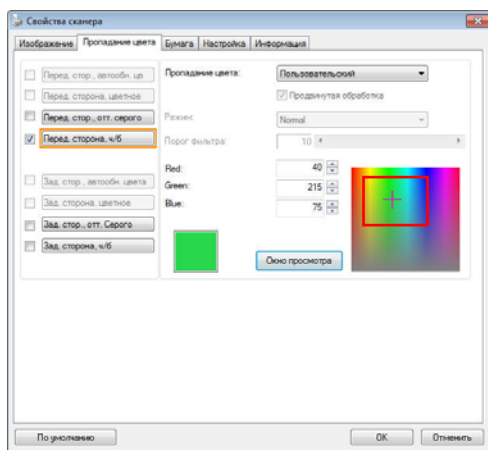 Свойства сканера
Изображение Пропадание цвета Бумага Настройка Информация
Перед. стор., автообн. цв
Перед. сторона, цветное
Перед. стор., отт. серого
Перед. сторона, ч/б
Зад. стор., автообн. цвета
Зад. сторона, цветное
Зад. стор., отт. Серого
Зад. сторона, ч/б
Пропадание цвета: Пользовательский
Продвинутая обработка
Режим: Normal
Порог фильтра: 10
Red: 40
Green: 215
Blue: 75
Окно просмотра
По умолчанию OK Отменить